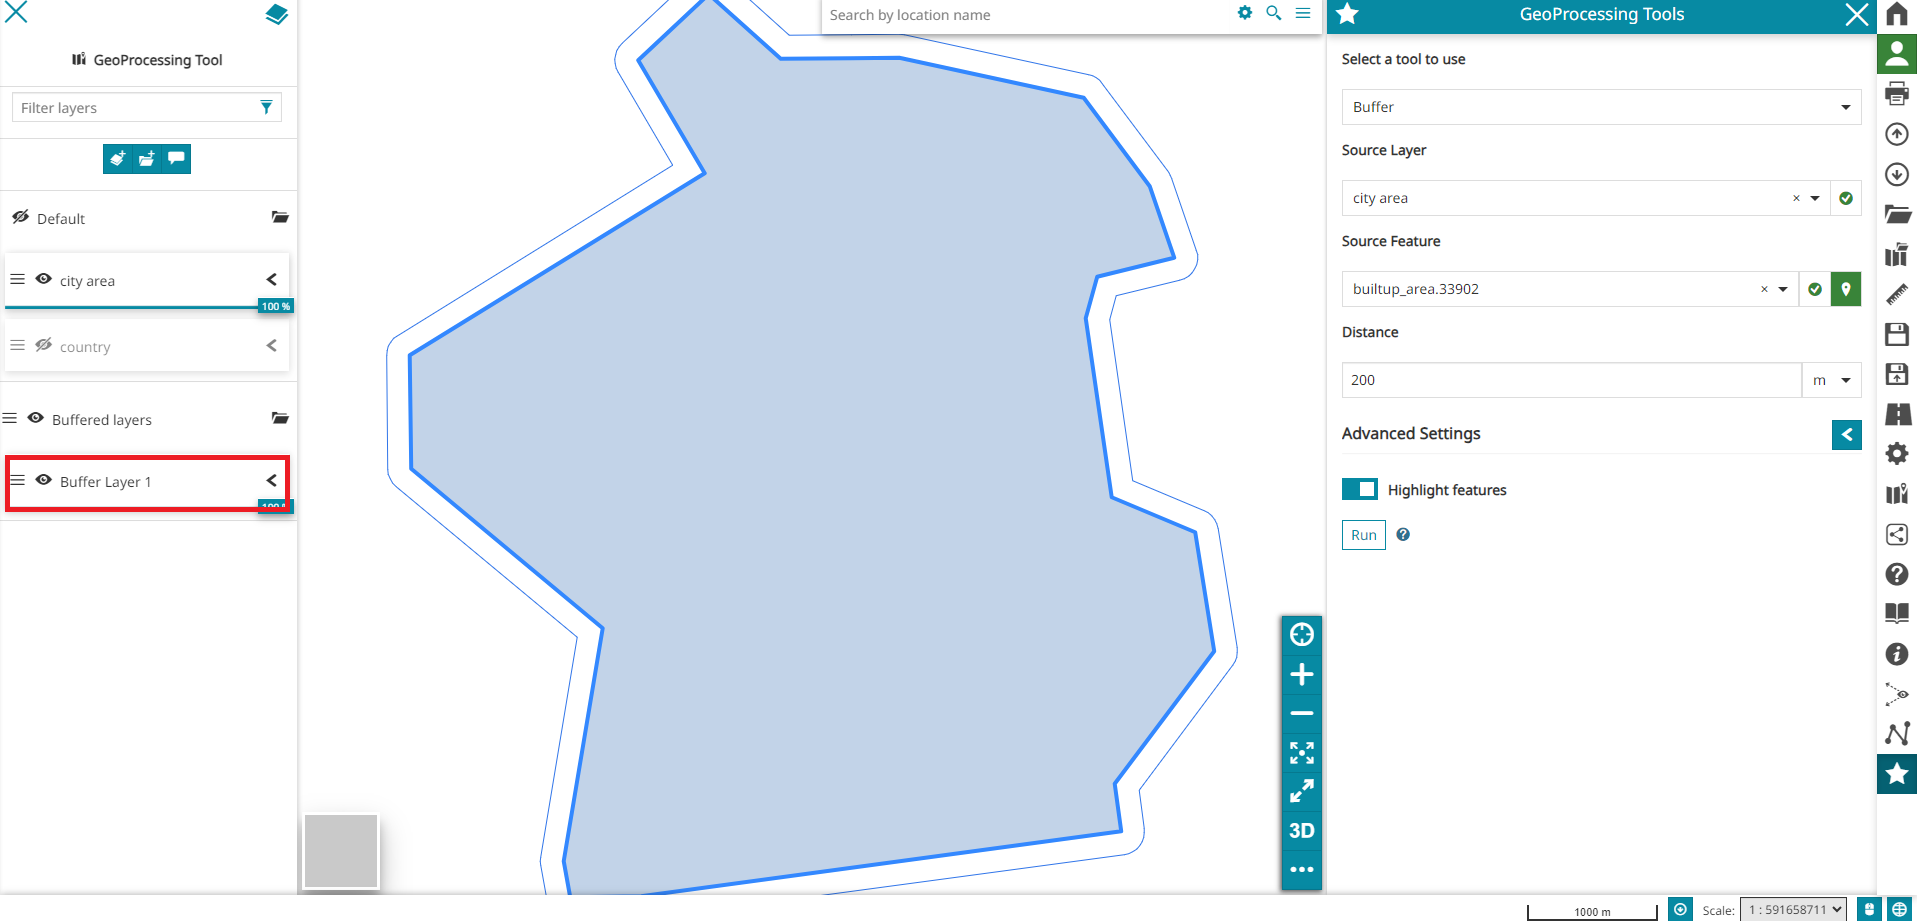 GeoProcessing Tool
Filter layers
Default
city area
100 %
country
Buffered layers
Buffer Layer 1
100 %
Search by location name
3D
GeoProcessing Tools
Select a tool to use
Buffer
Source Layer
city area
Source Feature
builtup_area.33902
Distance
200
m
Advanced Settings
Highlight features
Run
1000 m
Scale:
1 : 591658711